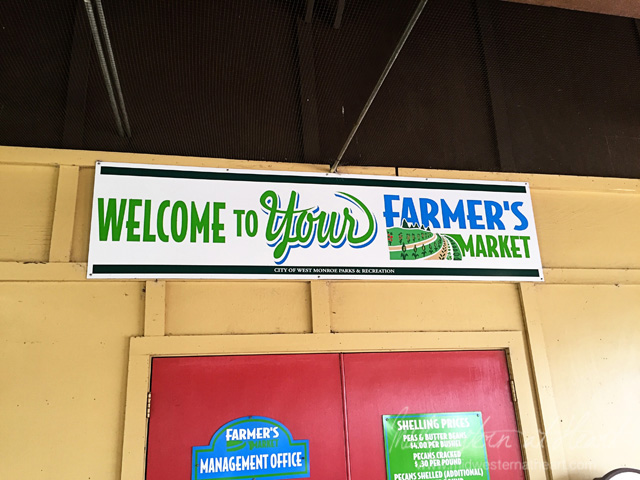 WELCOME TO Your FARMER'S MARKET
CITY OF WEST MONROE PARKS & RECREATION
FARMER'S
MARKET
MANAGEMENT OFFICE
SHELLING PRICES
PEAS & BUTTER BEANS
$4.00 PER BUSHEL
PECANS CRACKED
$.30 PER POUND
PECANS SHELLED (ADDITIONAL)